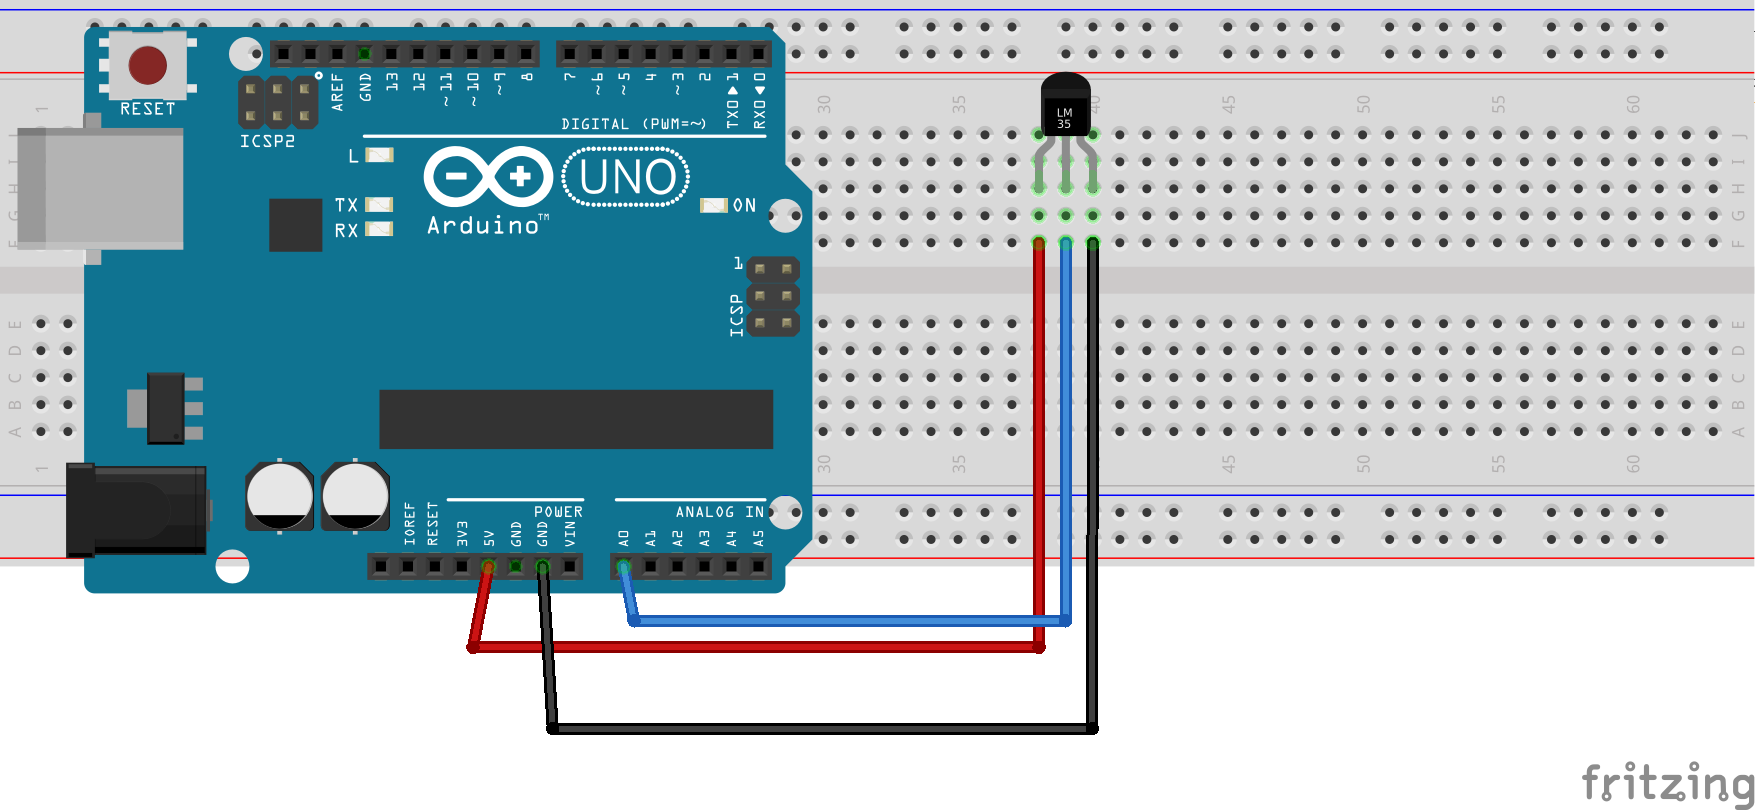 RESET
ICSP2
AREF
GND
13
12
~11
~10
~9
8
7
~6
~5
4
~3
2
TX0▶1
RX0◀0
DIGITAL (PWM=~)
L
TX
RX
UNO
Arduino™
ON
1
ICSP
LM
35
1
30
35
40
45
50
55
60
J
I
H
G
F
J
I
H
G
F
E
D
C
B
A
E
D
C
B
A
1
30
35
45
50
55
60
POWER
ANALOG IN
IOREF
RESET
3V3
5V
GND
GND
VIN
A0
A1
A2
A3
A4
A5
fritzing